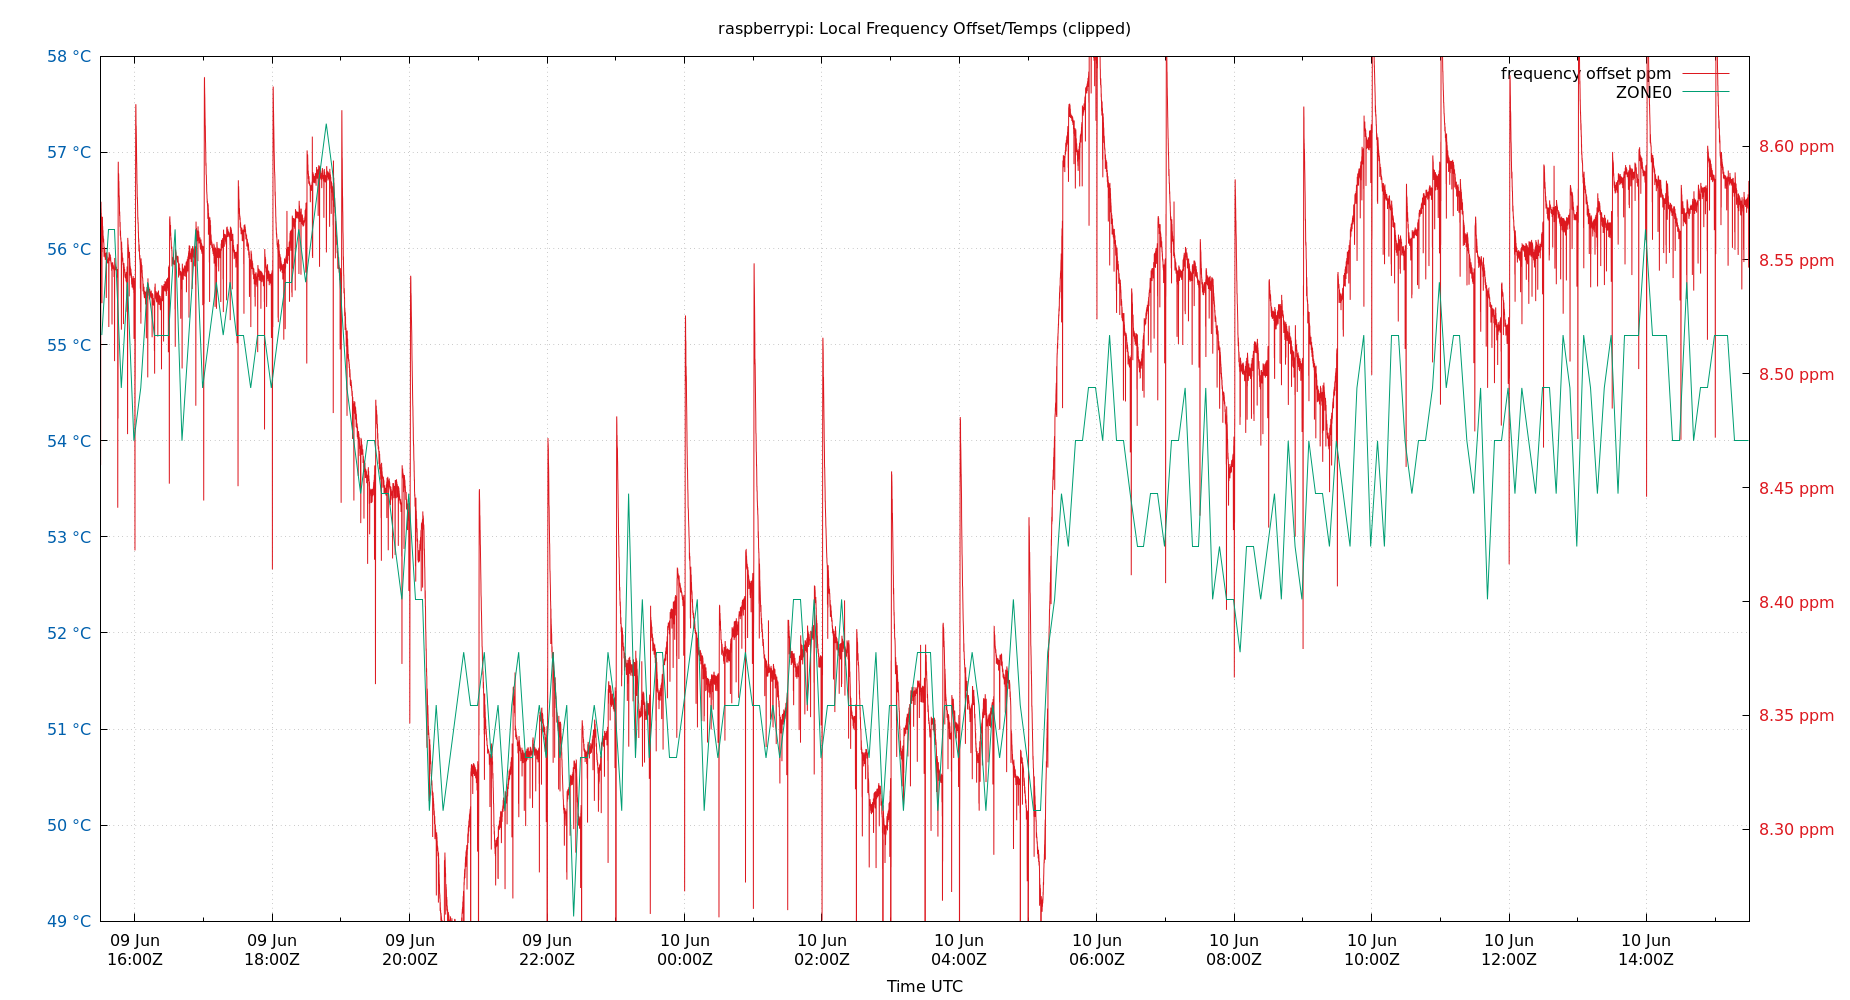 raspberrypi: Local Frequency Offset/Temps (clipped)
58 °C
57 °C
56 °C
55 °C
54 °C
53 °C
52 °C
51 °C
50 °C
49 °C
frequency offset ppm
ZONE0
8.60 ppm
8.55 ppm
8.50 ppm
8.45 ppm
8.40 ppm
8.35 ppm
8.30 ppm
09 Jun
16:00Z
09 Jun
18:00Z
09 Jun
20:00Z
09 Jun
22:00Z
10 Jun
00:00Z
10 Jun
02:00Z
10 Jun
04:00Z
10 Jun
06:00Z
10 Jun
08:00Z
10 Jun
10:00Z
10 Jun
12:00Z
10 Jun
14:00Z
Time UTC